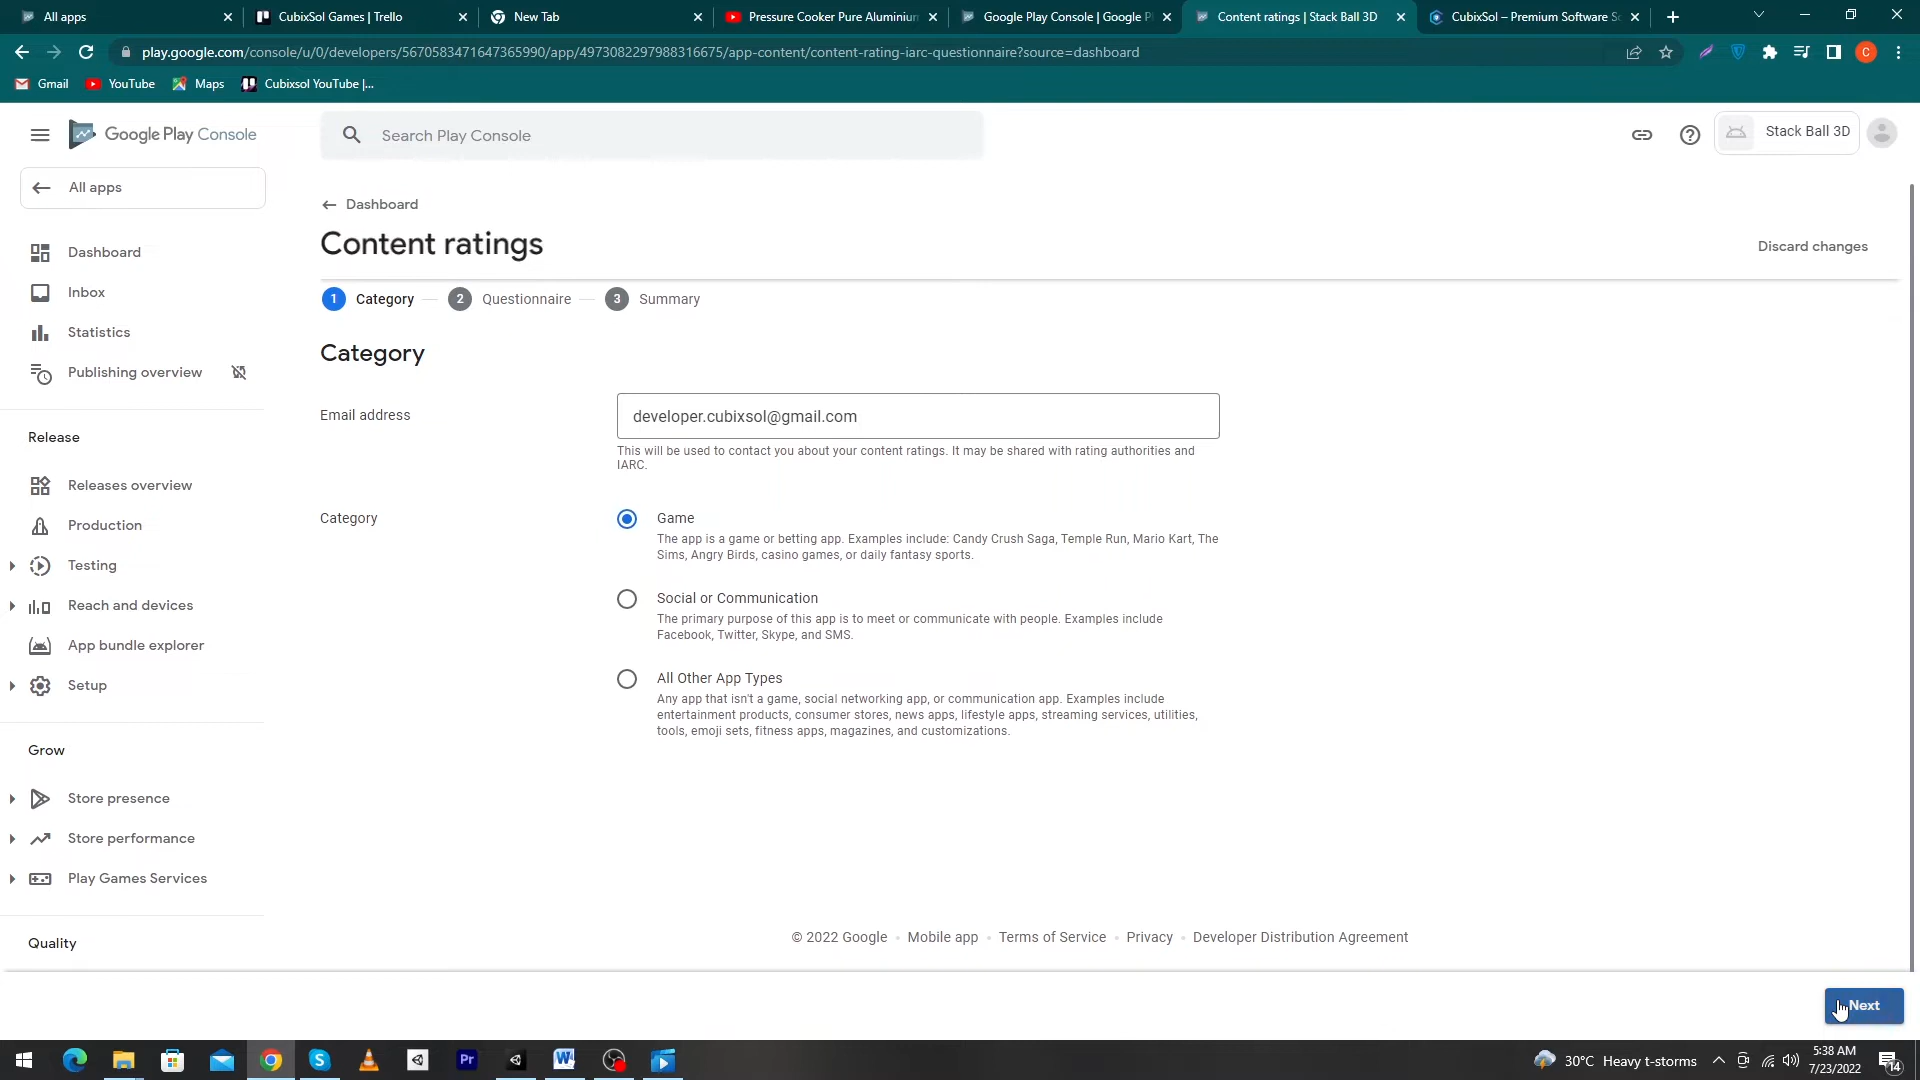 All apps
CubixSol Games | Trello
New Tab
Pressure Cooker Pure Aluminiun
Google Play Console | Google P
Content ratings | Stack Ball 3D
CubixSol – Premium Software So
play.google.com/console/u/0/developers/5670583471647365990/app/4973082297988316675/app-content/content-rating-iarc-questionnaire?source=dashboard
C
Gmail
YouTube
Maps
Cubixsol YouTube |...
Google Play Console
Search Play Console
Stack Ball 3D
All apps
Dashboard
Content ratings
Discard changes
Dashboard
Inbox
Statistics
Publishing overview
1 Category
2 Questionnaire
3 Summary
Category
Email address
developer.cubixsol@gmail.com
This will be used to contact you about your content ratings. It may be shared with rating authorities and
IARC.
Release
Releases overview
Production
Testing
Reach and devices
App bundle explorer
Setup
Category
Game
The app is a game or betting app. Examples include: Candy Crush Saga, Temple Run, Mario Kart, The
Sims, Angry Birds, casino games, or daily fantasy sports.
Social or Communication
The primary purpose of this app is to meet or communicate with people. Examples include
Facebook, Twitter, Skype, and SMS.
All Other App Types
Any app that isn't a game, social networking app, or communication app. Examples include
entertainment products, consumer stores, news apps, lifestyle apps, streaming services, utilities,
tools, emoji sets, fitness apps, magazines, and customizations.
Grow
Store presence
Store performance
Play Games Services
Quality
© 2022 Google
Mobile app
Terms of Service
Privacy
Developer Distribution Agreement
Next
Pr
30°C Heavy t-storms
5:38 AM
7/23/2022
14